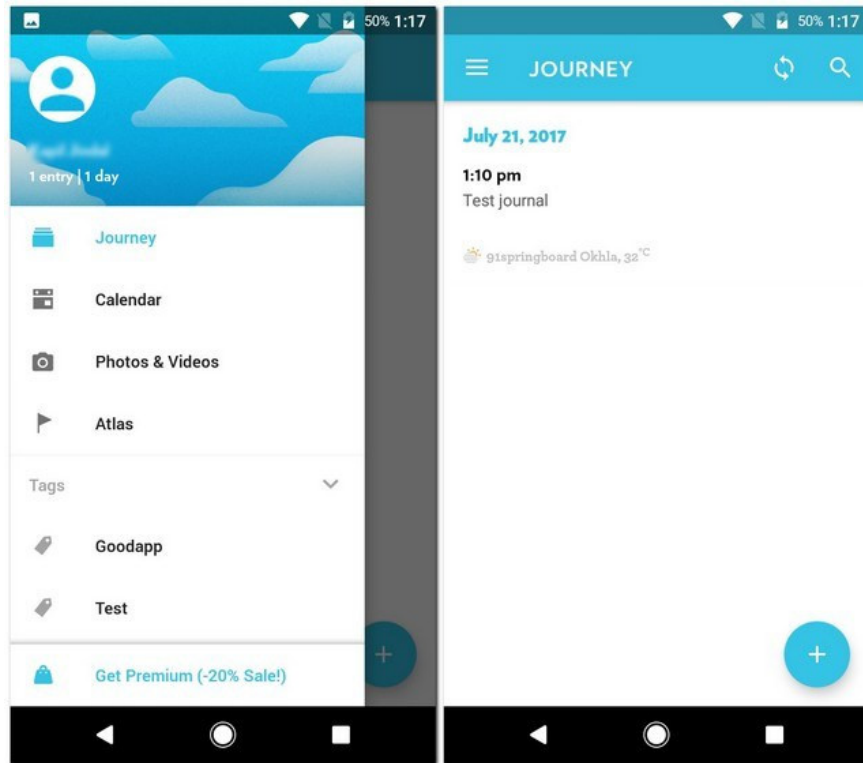 50% 1:17
1 entry | 1 day
Journey
Calendar
Photos & Videos
Atlas
Tags
Goodapp
Test
Get Premium (-20% Sale!)
50% 1:17
JOURNEY
July 21, 2017
1:10 pm
Test journal
91springboard Okhla, 32°C